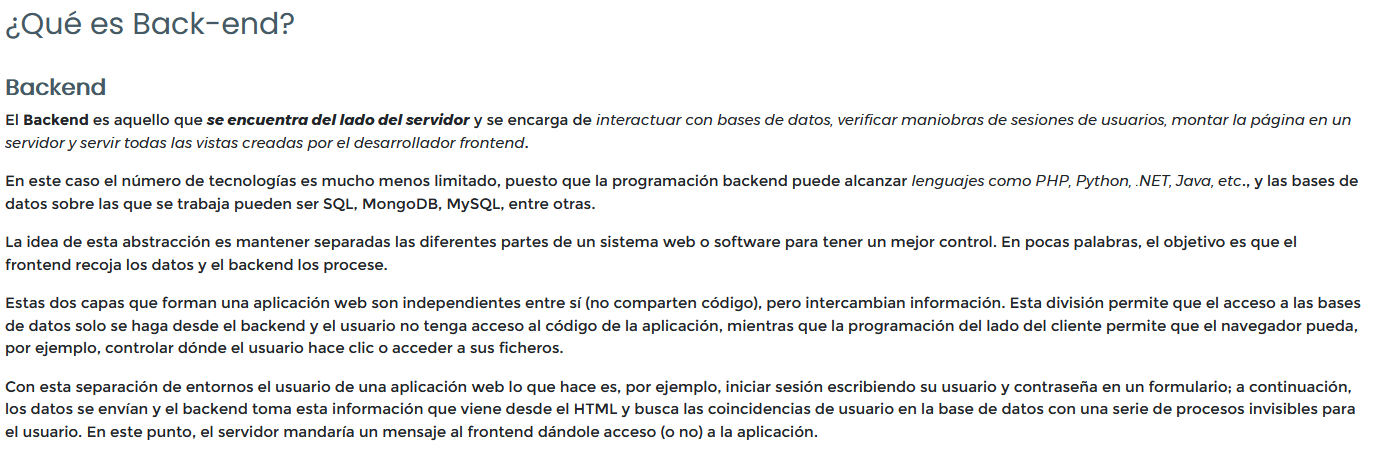 ¿Qué es Back-end?
Backend
El Backend es aquello que se encuentra del lado del servidor y se encarga de interactuar con bases de datos, verificar maniobras de sesiones de usuarios, montar la página en un
servidor y servir todas las vistas creadas por el desarrollador frontend.
En este caso el número de tecnologías es mucho menos limitado, puesto que la programación backend puede alcanzar lenguajes como PHP, Python, .NET, Java, etc., y las bases de
datos sobre las que se trabaja pueden ser SQL, MongoDB, MySQL, entre otras.
La idea de esta abstracción es mantener separadas las diferentes partes de un sistema web o software para tener un mejor control. En pocas palabras, el objetivo es que el
frontend recoja los datos y el backend los procese.
Estas dos capas que forman una aplicación web son independientes entre sí (no comparten código), pero intercambian información. Esta división permite que el acceso a las bases
de datos solo se haga desde el backend y el usuario no tenga acceso al código de la aplicación, mientras que la programación del lado del cliente permite que el navegador pueda,
por ejemplo, controlar dónde el usuario hace clic o acceder a sus ficheros.
Con esta separación de entornos el usuario de una aplicación web lo que hace es, por ejemplo, iniciar sesión escribiendo su usuario y contraseña en un formulario; a continuación,
los datos se envían y el backend toma esta información que viene desde el HTML y busca las coincidencias de usuario en la base de datos con una serie de procesos invisibles para
el usuario. En este punto, el servidor mandaría un mensaje al frontend dándole acceso (o no) a la aplicación.